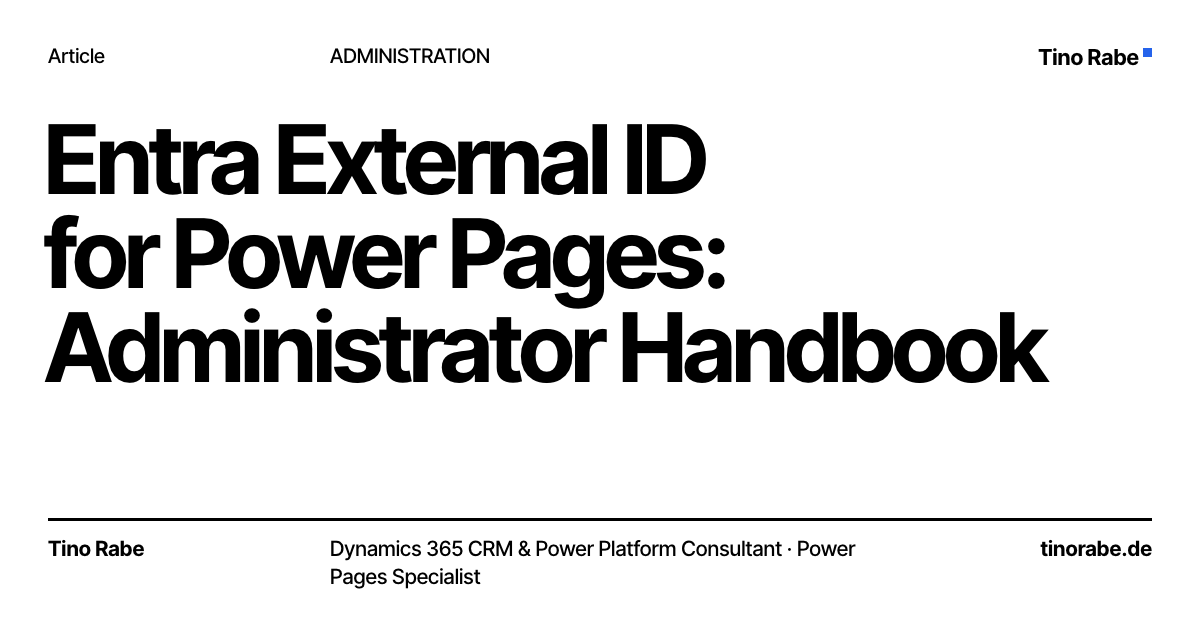 Article
ADMINISTRATION
Tino Rabe
Entra External ID
for Power Pages:
Administrator Handbook
Tino Rabe
Dynamics 365 CRM & Power Platform Consultant · Power
Pages Specialist
tinorabe.de